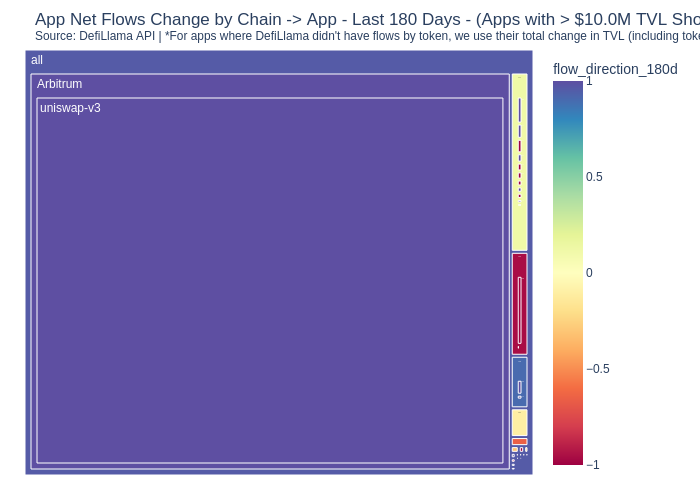 App Net Flows Change by Chain -> App - Last 180 Days - (Apps with > $10.0M TVL Sho
Source: DefiLlama API | *For apps where DefiLlama didn't have flows by token, we use their total change in TVL (including toke
all
Arbitrum
uniswap-v3
flow_direction_180d
1
0.5
0
−0.5
−1